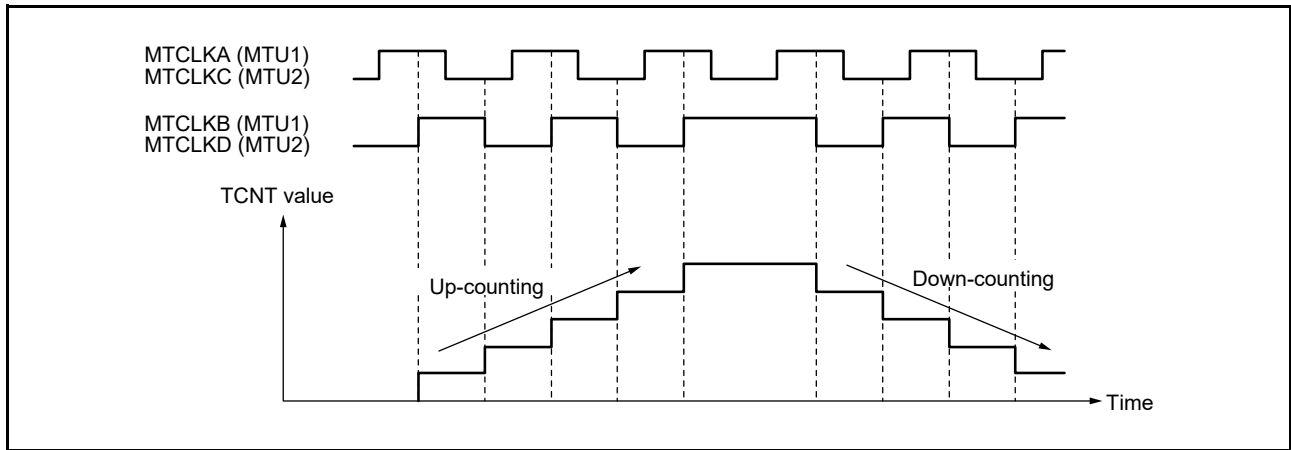 MTCLKA (MTU1)
MTCLKC (MTU2)
MTCLKB (MTU1)
MTCLKD (MTU2)
TCNT value
Up-counting
Down-counting
Time